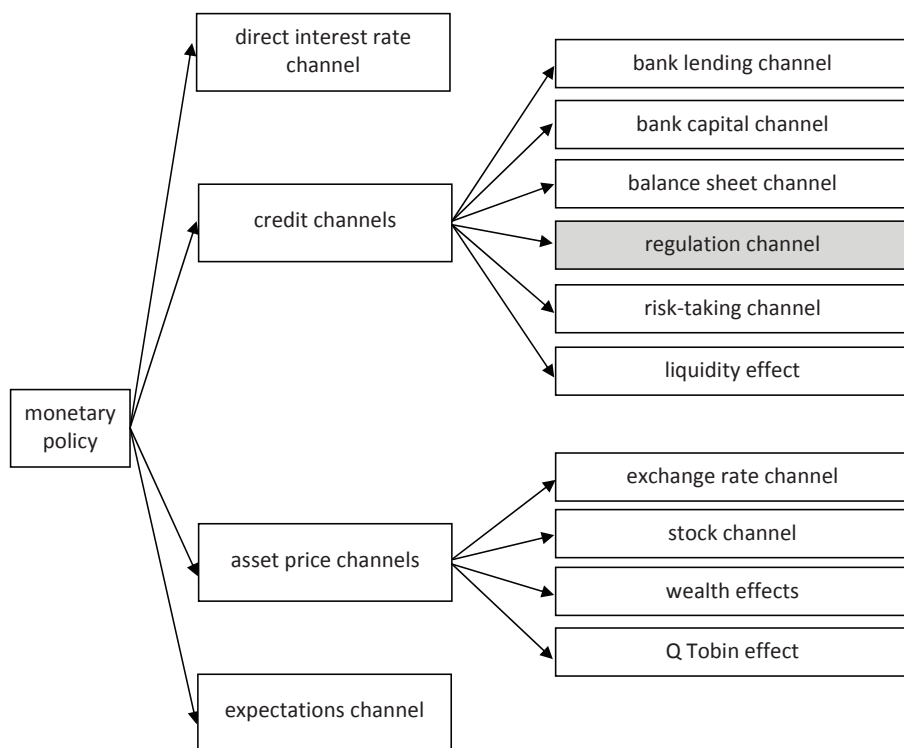 direct interest rate
channel
bank lending channel
bank capital channel
balance sheet channel
credit channels
regulation channel
risk-taking channel
liquidity effect
monetary
policy
exchange rate channel
stock channel
asset price channels
wealth effects
Q Tobin effect
expectations channel